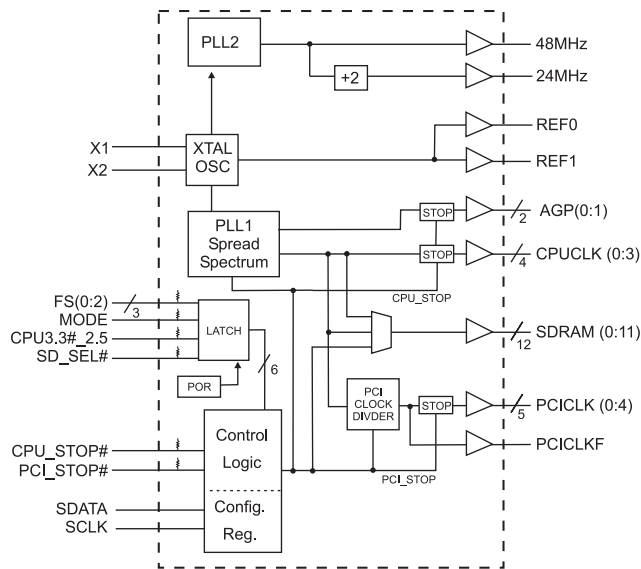 PLL2
48MHz
+2
24MHz
REF0
X1
XTAL
OSC
X2
REF1
PLL1
Spread
Spectrum
STOP
2
AGP(0:1)
STOP
4
CPUCLK (0:3)
CPU_STOP
FS(0:2)
3
MODE
CPU3.3#_2.5
SD_SEL#
LATCH
12
SDRAM (0:11)
6
POR
PCI
CLOCK
DIVDER
STOP
5
PCICLK (0:4)
PCICLKF
Control
Logic
CPU_STOP#
PCI_STOP#
PCI_STOP
SDATA
SCLK
Config.
Reg.